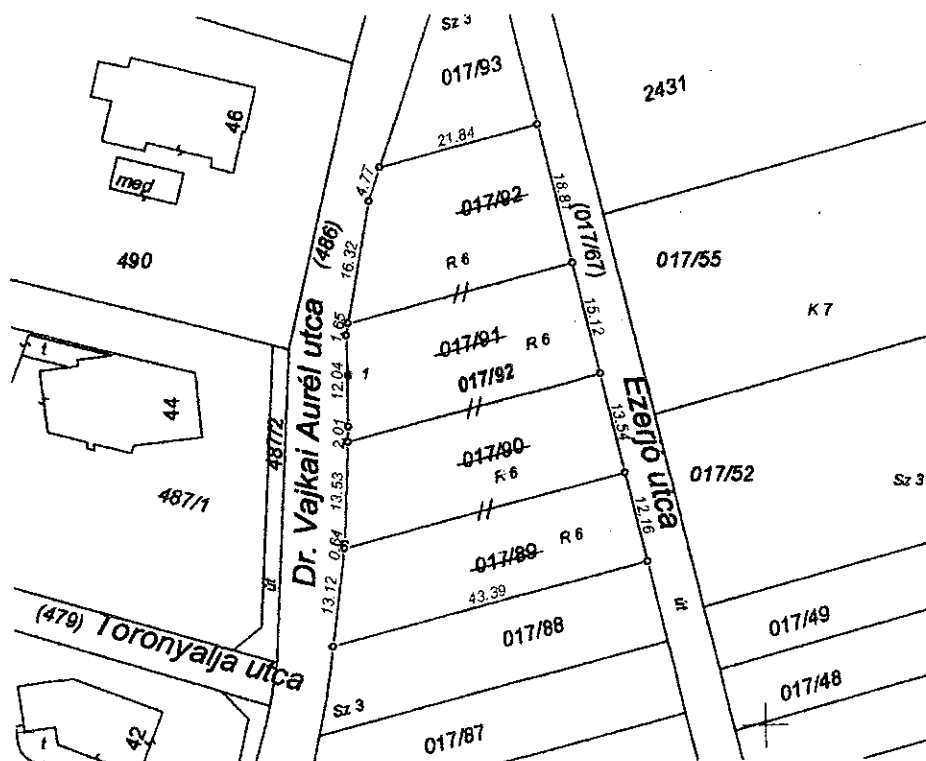 Sz 3
017/93
2431
46
med
21.84
4.77
18.87
017/92
(017/67)
(486)
490
16.32
R 6
017/55
K 7
1.65
017/91
R 6
15.12
t
12.04
1
017/92
Dr. Vajkai Aurél utca
Ezerjó utca
44
487/2
2.01
13.54
017/90
R 6
017/52
Sz 3
487/1
13.53
12.16
0.64
017/89
R 6
43.39
13.12
út
út
(479) Toronyalja utca
017/88
017/49
Sz 3
017/48
42
t
017/87